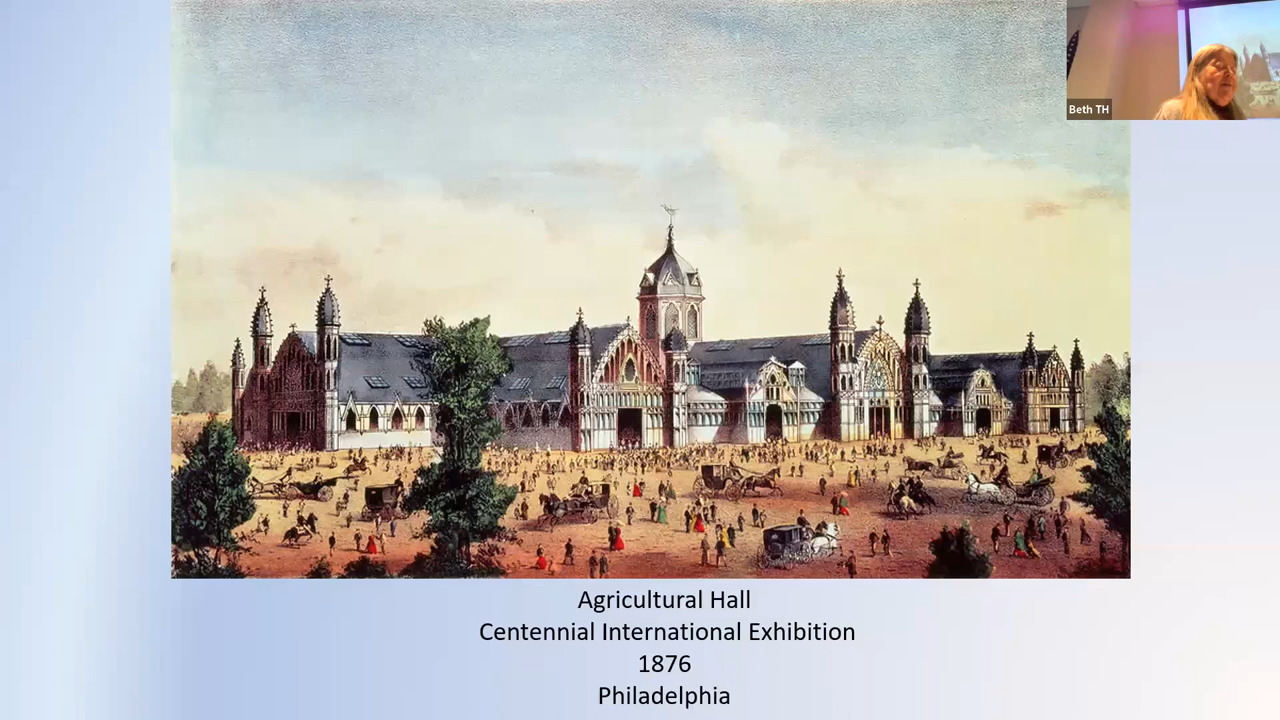 Beth TH
Agricultural Hall
Centennial International Exhibition
1876
Philadelphia